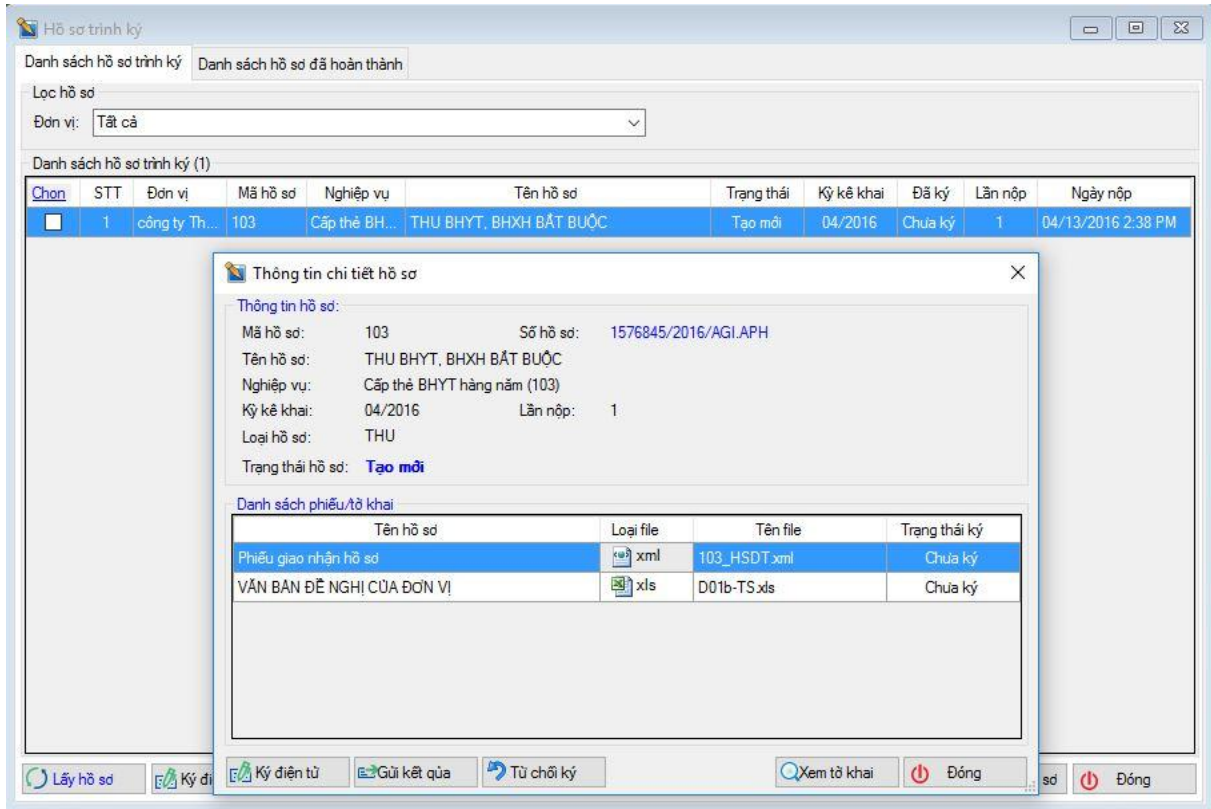 Hồ sơ trình ký
Danh sách hồ sơ trình ký Danh sách hồ sơ đã hoàn thành
Lọc hồ sơ
Đơn vị: Tất cả
Danh sách hồ sơ trình ký (1)
Chọn STT Đơn vị Mã hồ sơ Nghiệp vụ Tên hồ sơ Trạng thái Kỳ kê khai Đã ký Lần nộp Ngày nộp
1 công ty Th... 103 Cấp thẻ BH... THU BHYT, BHXH BẮT BUỘC Tạo mới 04/2016 Chưa ký 1 04/13/2016 2:38 PM
Thông tin chi tiết hồ sơ
Thông tin hồ sơ:
Mã hồ sơ: 103 Số hồ sơ: 1576845/2016/AGI.APH
Tên hồ sơ: THU BHYT, BHXH BẮT BUỘC
Nghiệp vụ: Cấp thẻ BHYT hàng năm (103)
Kỳ kê khai: 04/2016 Lần nộp: 1
Loại hồ sơ: THU
Trạng thái hồ sơ: Tạo mới
Danh sách phiếu/tờ khai
Tên hồ sơ Loại file Tên file Trạng thái ký
Phiếu giao nhận hồ sơ xml 103_HSDT.xml Chưa ký
VĂN BẢN ĐỀ NGHỊ CỦA ĐƠN VỊ xls D01b-TS.xls Chưa ký
Ký điện tử Gửi kết qủa Từ chối ký Xem tờ khai Đóng
Lấy hồ sơ Ký đi sơ Đóng